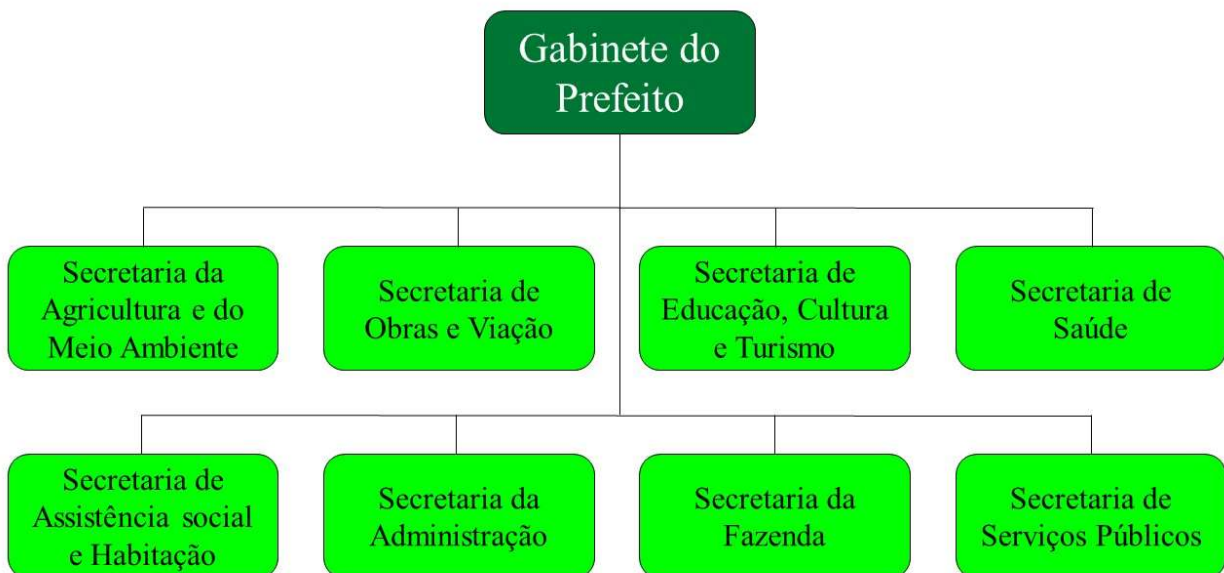 Gabinete do
Prefeito
Secretaria da
Agricultura e do
Meio Ambiente
Secretaria de
Obras e Viação
Secretaria de
Educação, Cultura
e Turismo
Secretaria de
Saúde
Secretaria de
Assistência social
e Habitação
Secretaria da
Administração
Secretaria da
Fazenda
Secretaria de
Serviços Públicos